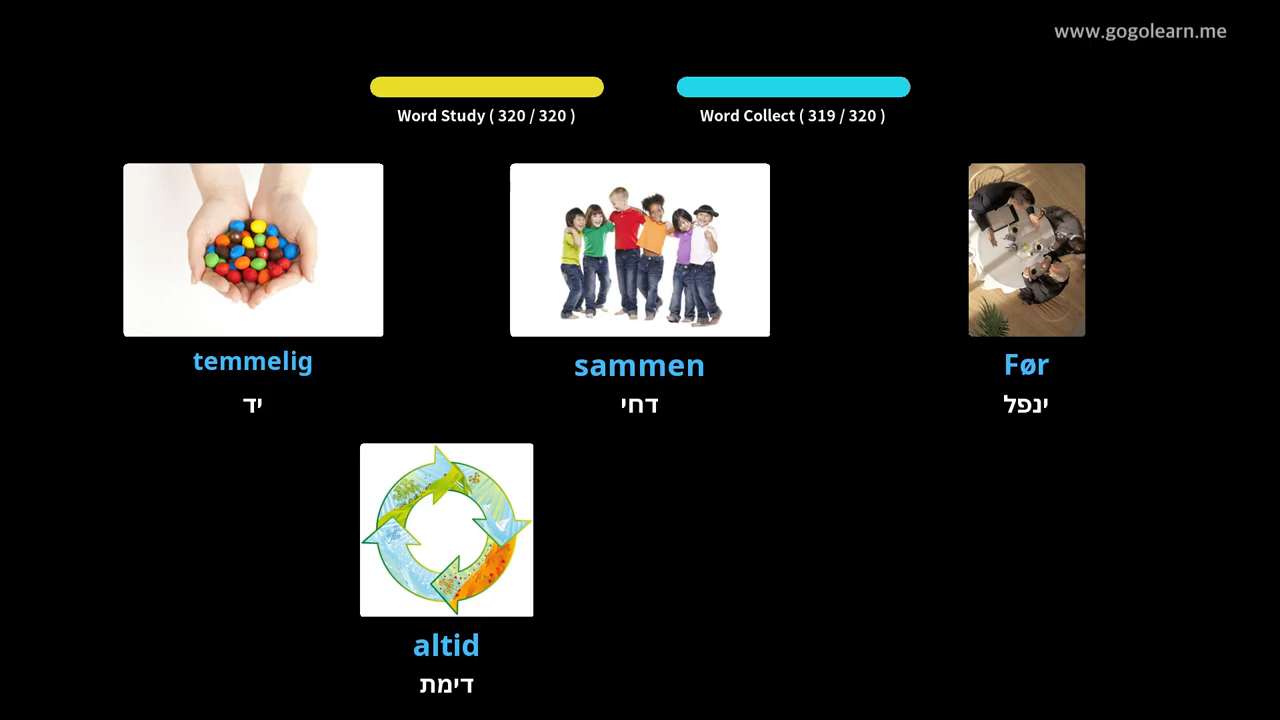 www.gogolearn.me
Word Study ( 320 / 320 )
Word Collect ( 319 / 320 )
temmelig
יד
sammen
דחי
Før
ינפל
altid
דימת